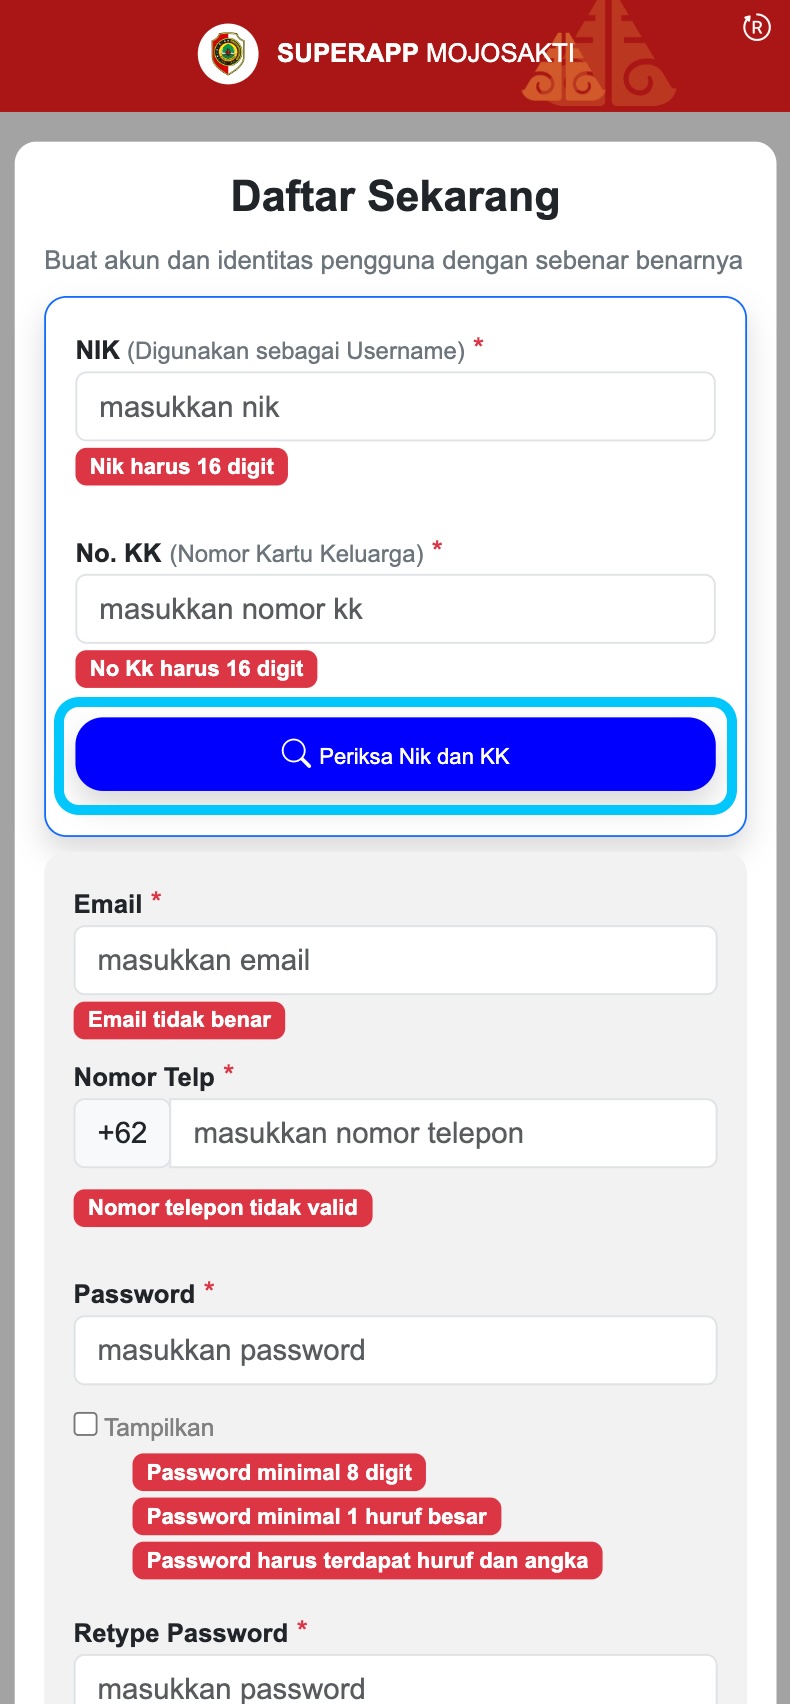 SUPERAPP MOJOSAKTI
R
Daftar Sekarang
Buat akun dan identitas pengguna dengan sebenar benarnya
NIK (Digunakan sebagai Username) *
masukkan nik
Nik harus 16 digit
No. KK (Nomor Kartu Keluarga) *
masukkan nomor kk
No Kk harus 16 digit
Periksa Nik dan KK
Email *
masukkan email
Email tidak benar
Nomor Telp *
+62 masukkan nomor telepon
Nomor telepon tidak valid
Password *
masukkan password
Tampilkan
Password minimal 8 digit
Password minimal 1 huruf besar
Password harus terdapat huruf dan angka
Retype Password *
masukkan password